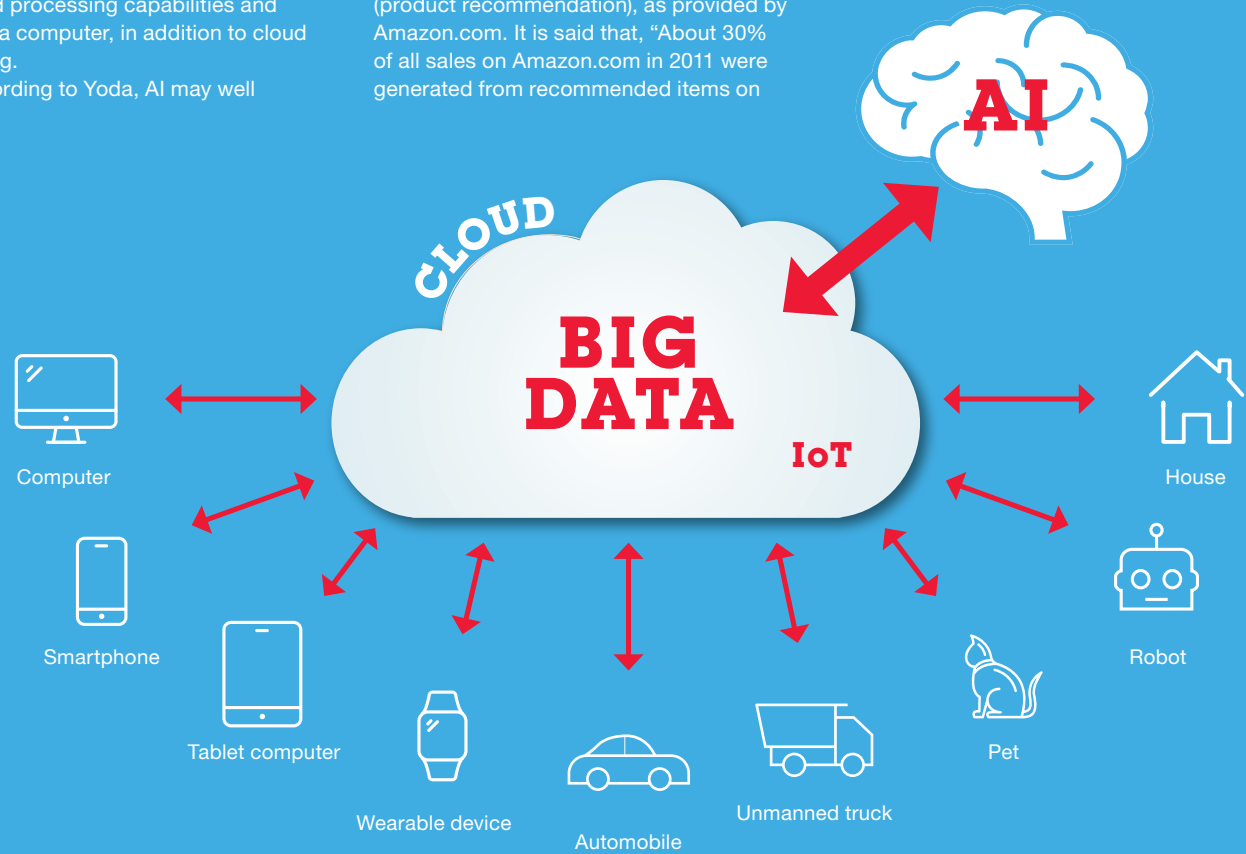 d processing capabilities and
a computer, in addition to cloud
g.
ording to Yoda, AI may well
(product recommendation), as provided by
Amazon.com. It is said that, “About 30%
of all sales on Amazon.com in 2011 were
generated from recommended items on
AI
CLOUD
BIG
DATA
IoT
Computer
House
Smartphone
Robot
Tablet computer
Pet
Wearable device
Unmanned truck
Automobile